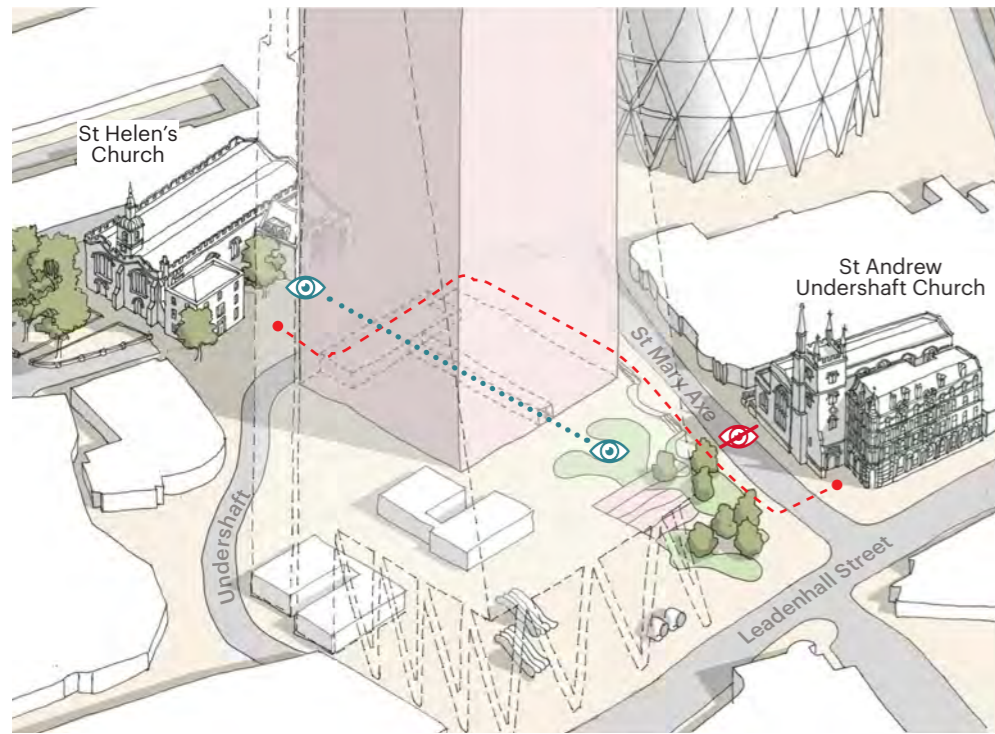 St Helen's
Church
St Andrew
Undershaft Church
St Mary Axe
Undershaft
Leadenhall Street